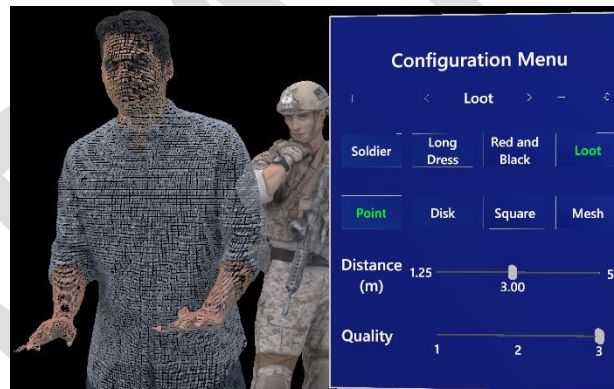 Configuration Menu
< Loot > –
Soldier
Long
Dress
Red and
Black
Loot
Point
Disk
Square
Mesh
Distance
(m)
1.25
5
3.00
Quality
1 2 3